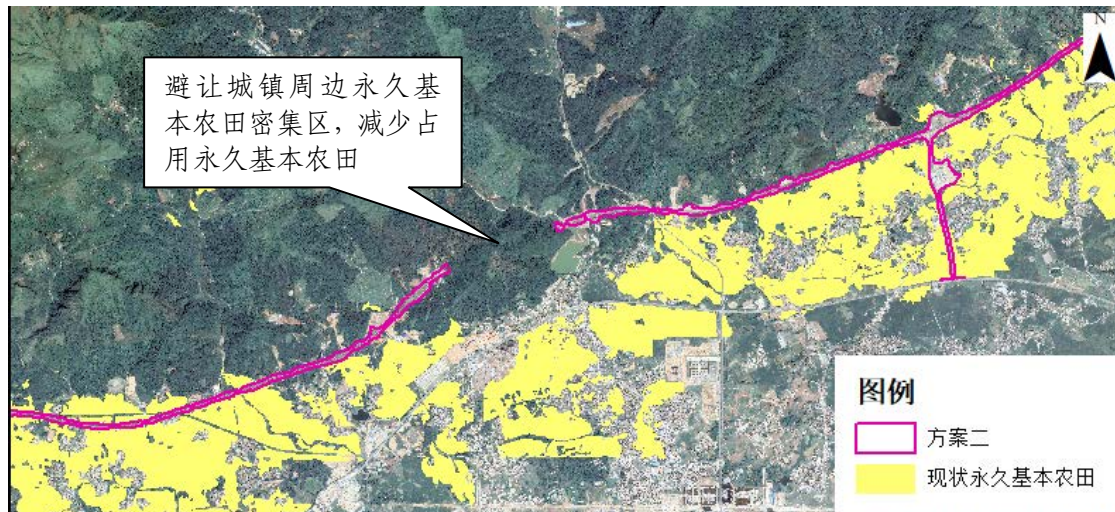 避让城镇周边永久基
本农田密集区，减少占
用永久基本农田
N
图例
方案二
现状永久基本农田